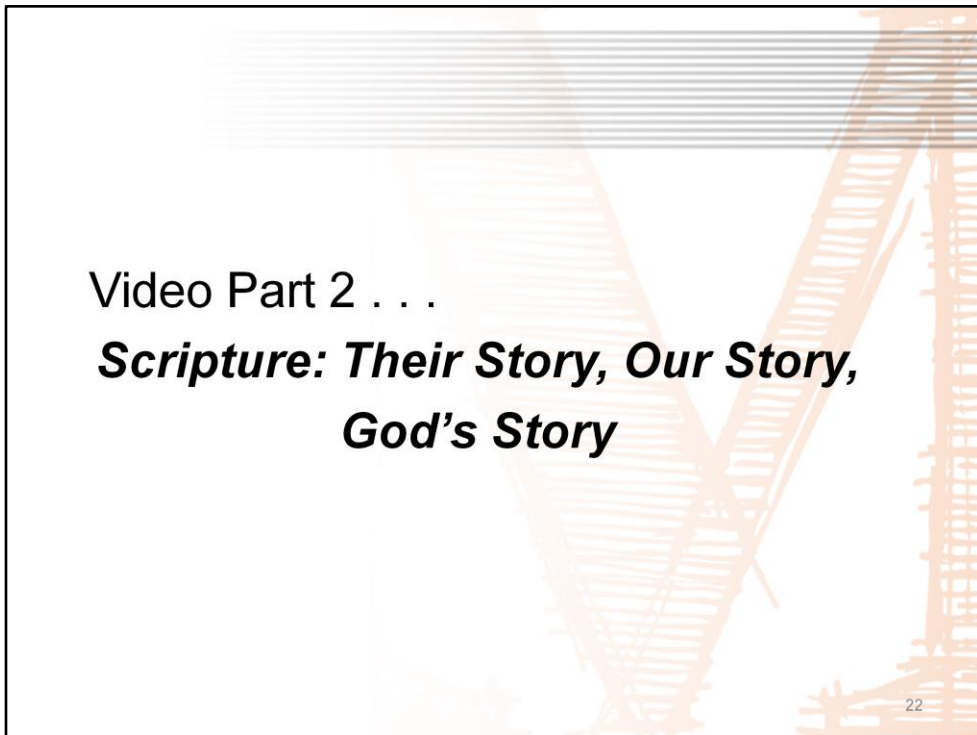 Video Part 2 . . .
Scripture: Their Story, Our Story,
God’s Story
22